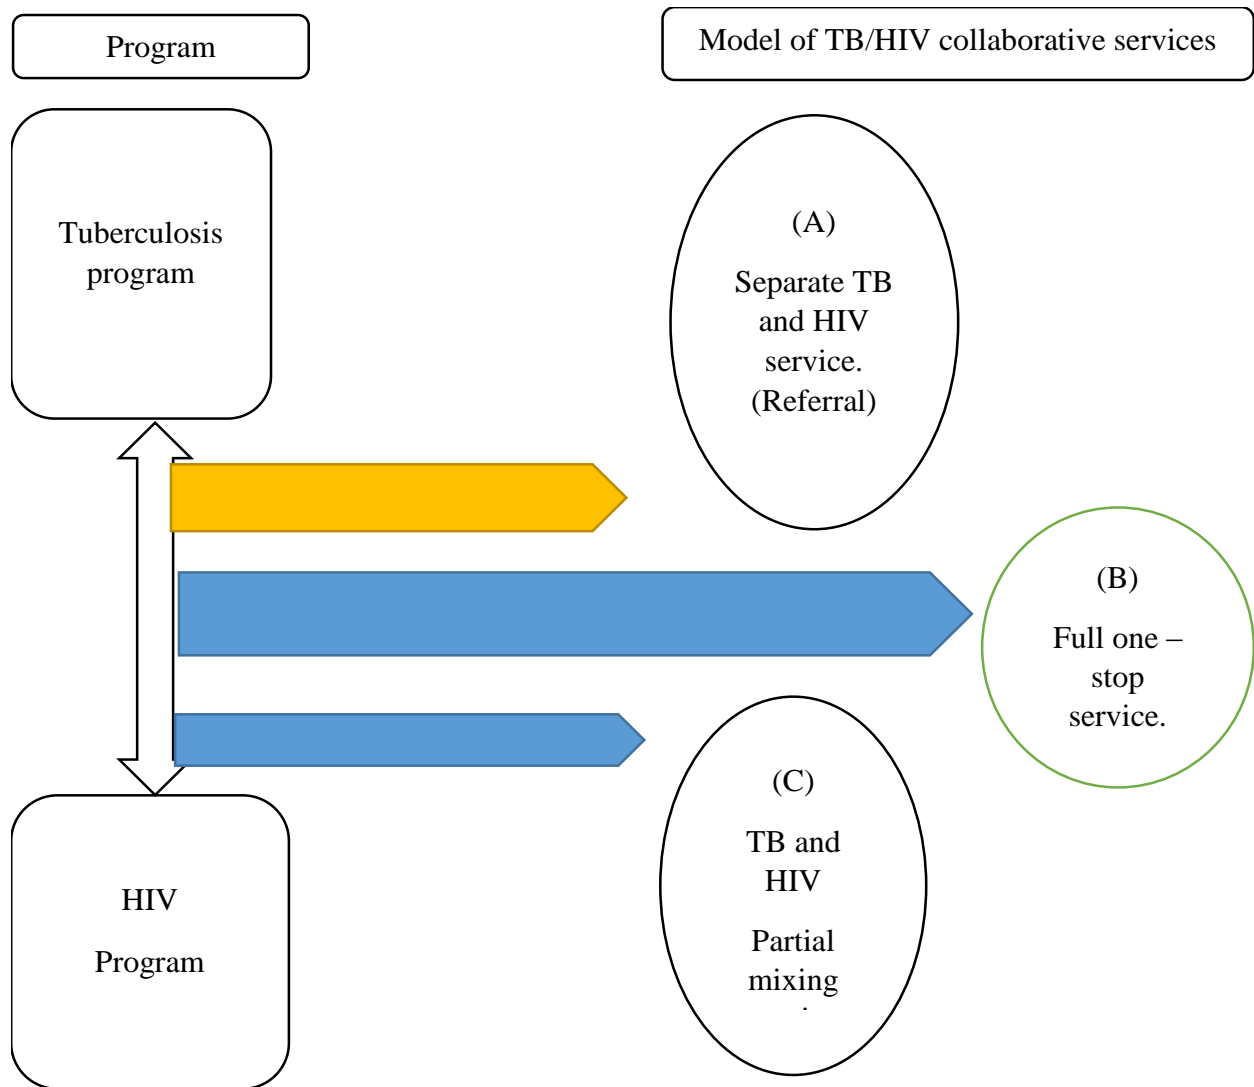 Program
Model of TB/HIV collaborative services
Tuberculosis
program
(A)
Separate TB
and HIV
service.
(Referral)
(B)
Full one –
stop
service.
(C)
TB and
HIV
Partial
mixing
HIV
Program